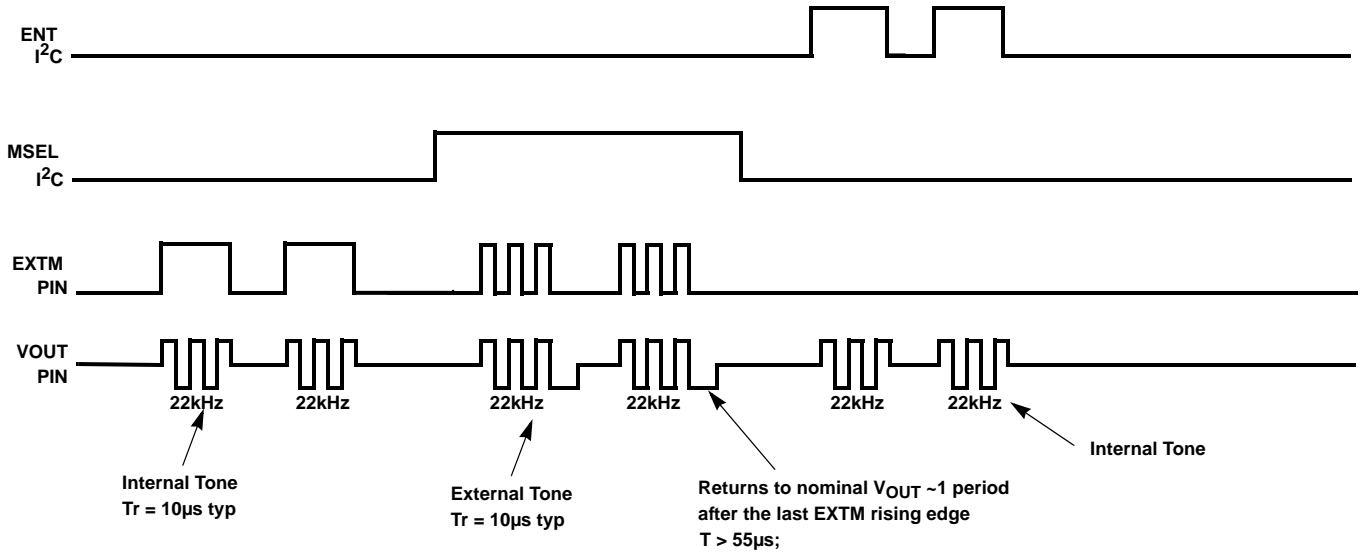 ENT
I²C
MSEL
I²C
EXTM
PIN
VOUT
PIN
22kHz 22kHz 22kHz 22kHz 22kHz 22kHz
Internal Tone
Tr = 10µs typ
External Tone
Tr = 10µs typ
Returns to nominal VOUT ~1 period
after the last EXTM rising edge
T > 55µs;
Internal Tone